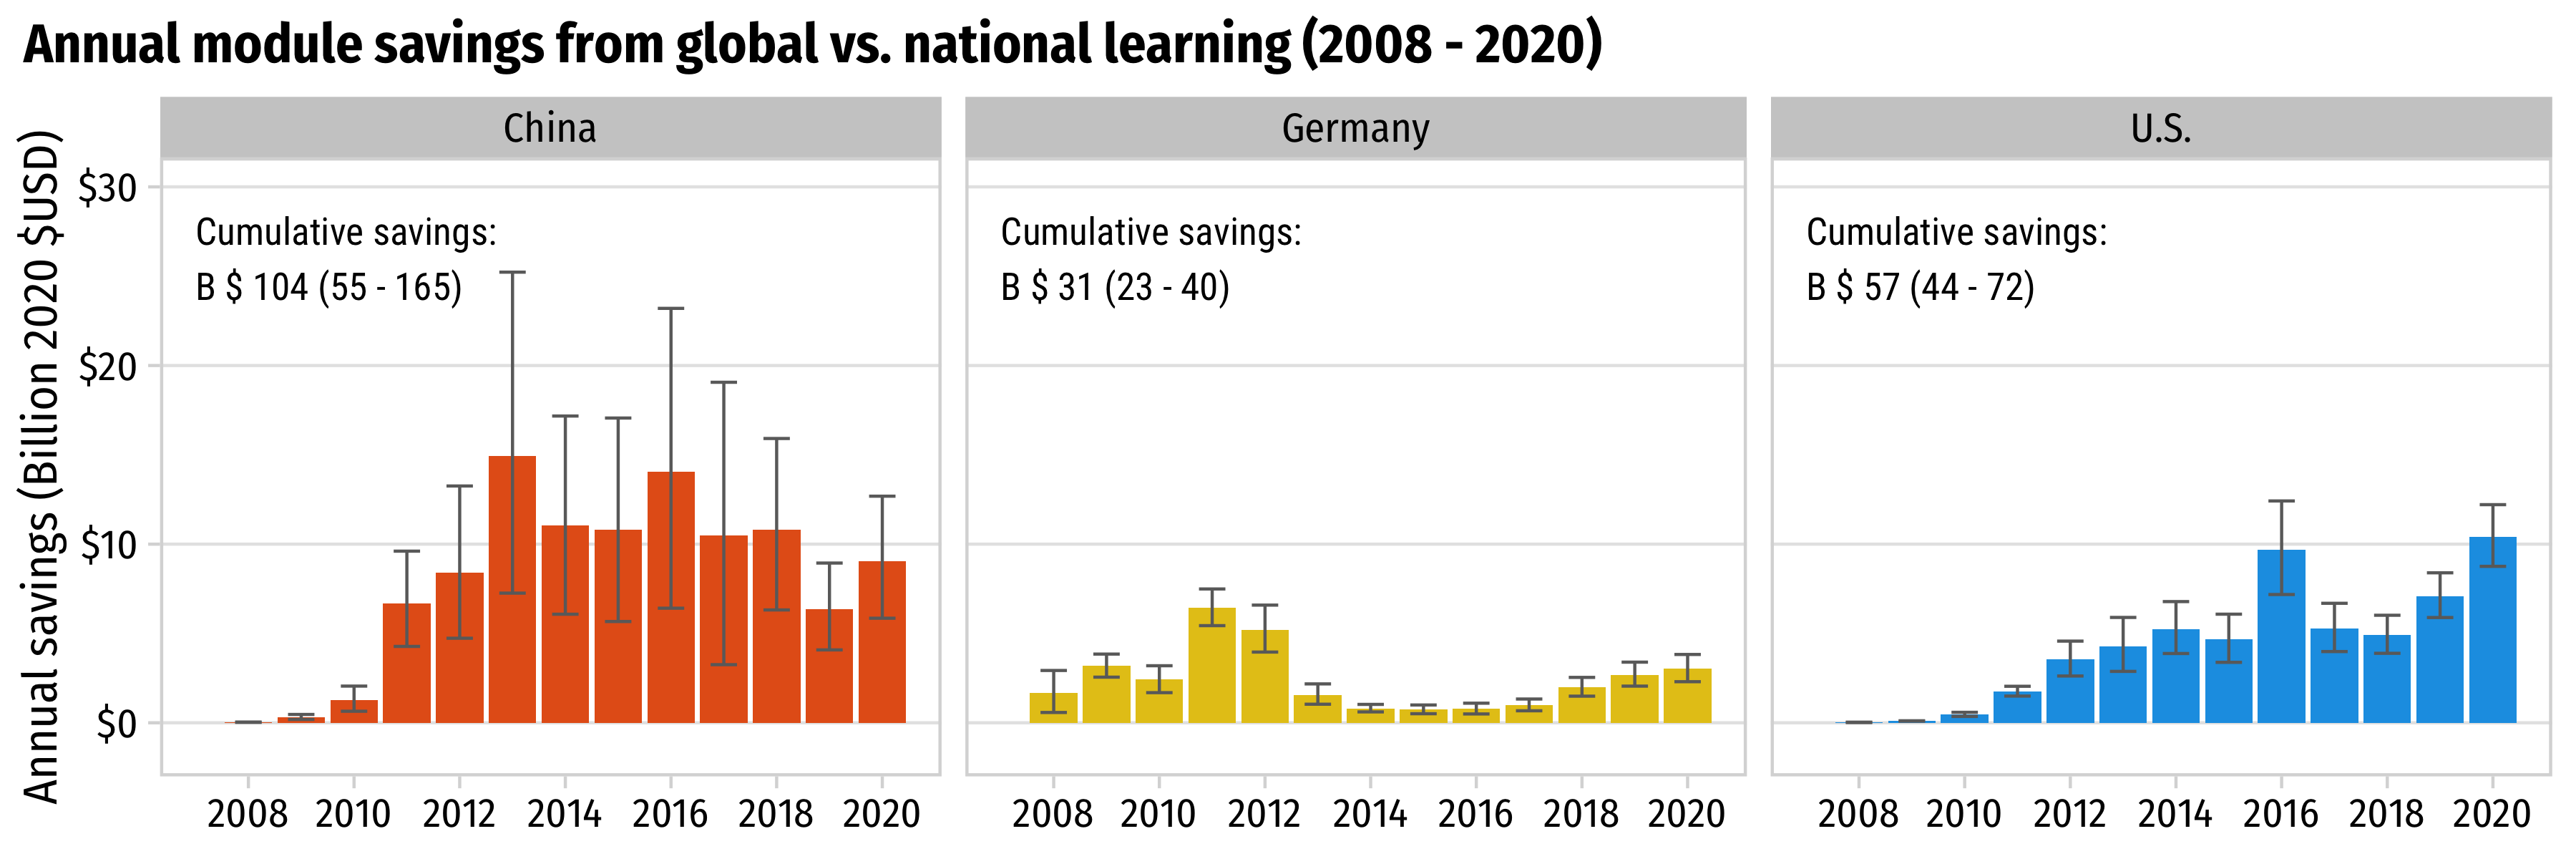 Annual module savings from global vs. national learning (2008 - 2020)
Annual savings (Billion 2020 $USD)
China
Germany
U.S.
$30
$20
$10
$0
Cumulative savings:
B $ 104 (55 - 165)
Cumulative savings:
B $ 31 (23 - 40)
Cumulative savings:
B $ 57 (44 - 72)
2008 2010 2012 2014 2016 2018 2020
2008 2010 2012 2014 2016 2018 2020
2008 2010 2012 2014 2016 2018 2020